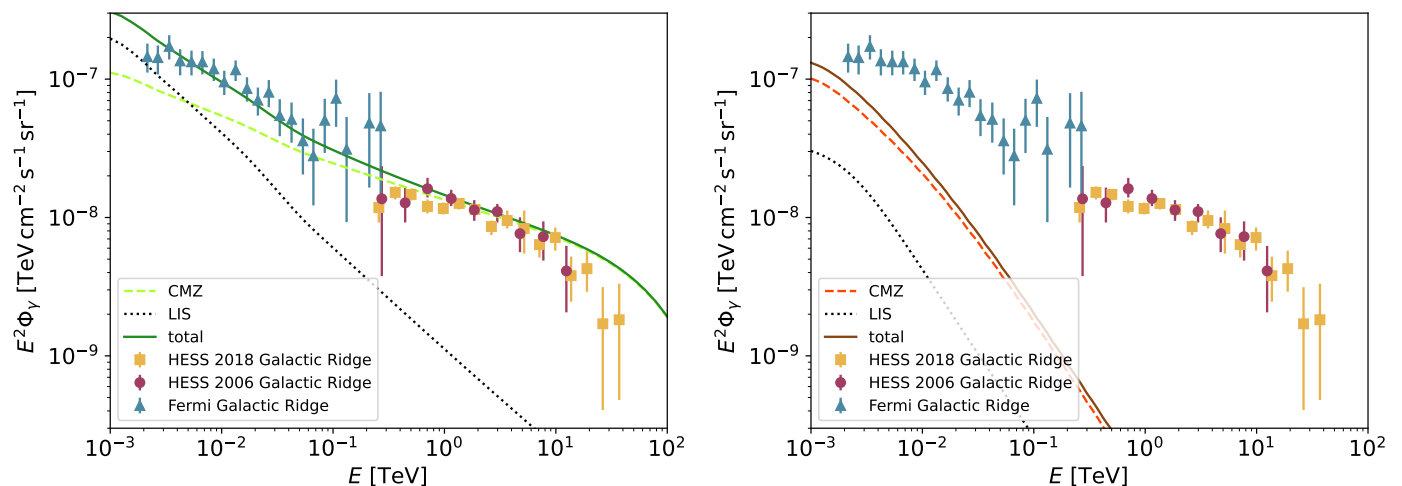 E²Φγ [TeV cm⁻² s⁻¹ sr⁻¹]
10⁻⁷
10⁻⁸
10⁻⁹
CMZ
LIS
total
HESS 2018 Galactic Ridge
HESS 2006 Galactic Ridge
Fermi Galactic Ridge
10⁻³ 10⁻² 10⁻¹ 10⁰ 10¹ 10²
E [TeV]
E²Φγ [TeV cm⁻² s⁻¹ sr⁻¹]
10⁻⁷
10⁻⁸
10⁻⁹
CMZ
LIS
total
HESS 2018 Galactic Ridge
HESS 2006 Galactic Ridge
Fermi Galactic Ridge
10⁻³ 10⁻² 10⁻¹ 10⁰ 10¹ 10²
E [TeV]